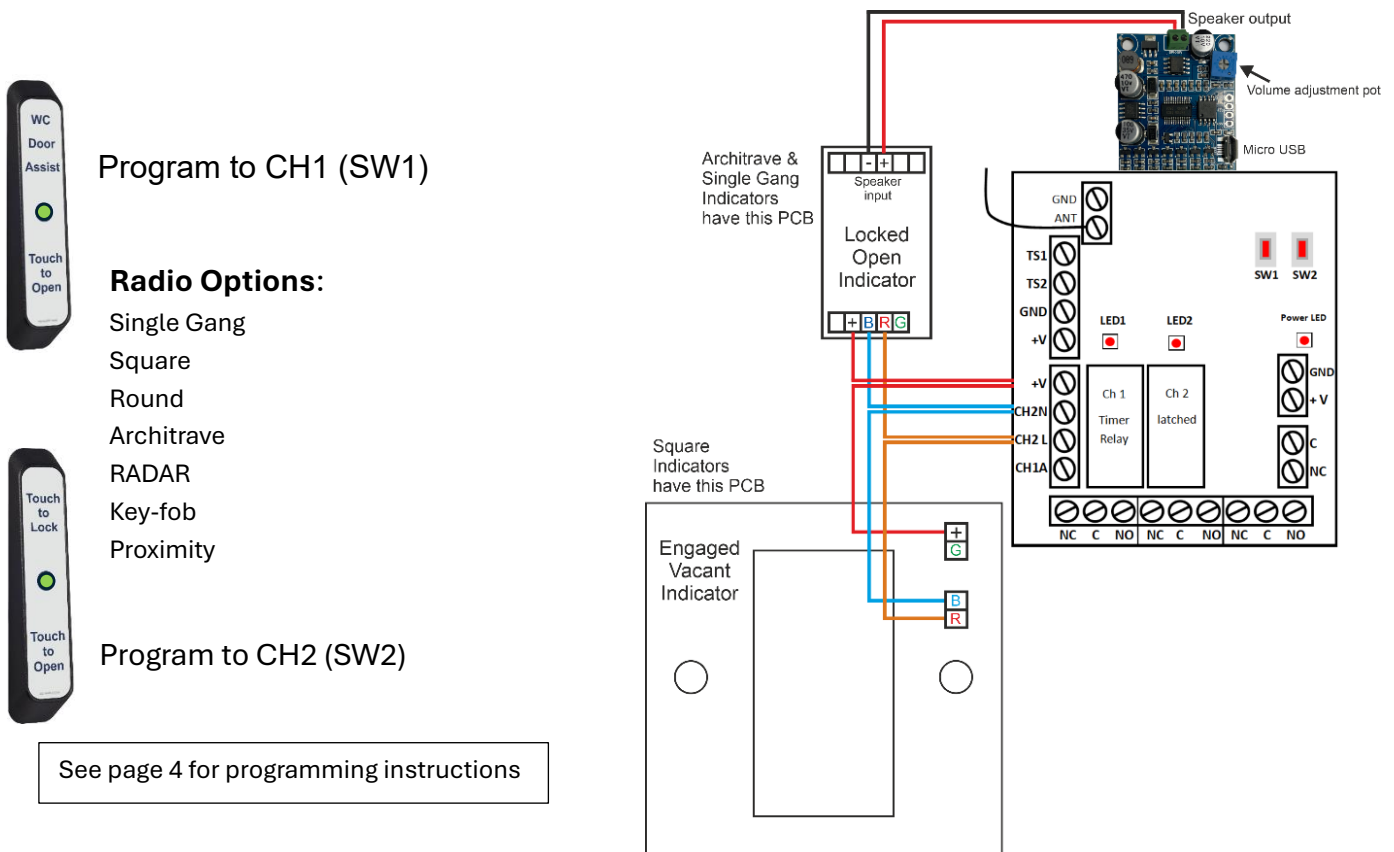 WC
Door
Assist
Touch
to
Open
Program to CH1 (SW1)
Radio Options:
Single Gang
Square
Round
Architrave
RADAR
Key-fob
Proximity
Touch
to
Lock
Touch
to
Open
Program to CH2 (SW2)
See page 4 for programming instructions
Speaker output
Volume adjustment pot
Micro USB
Architrave &
Single Gang
Indicators
have this PCB
- +
Speaker
input
Locked
Open
Indicator
+ B R G
GND
ANT
TS1
TS2
GND
+V
SW1 SW2
LED1 LED2
Power LED
+V
CH2N
CH2 L
CH1A
Ch 1
Timer
Relay
Ch 2
latched
GND
+ V
C
NC
NC C NO NC C NO NC C NO
Square
Indicators
have this PCB
Engaged
Vacant
Indicator
+
G
B
R